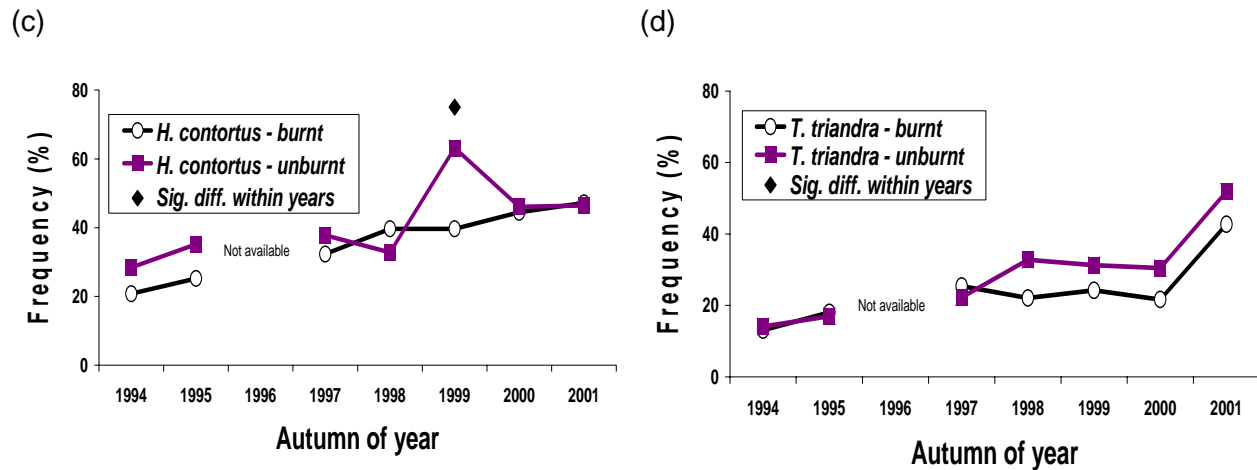 (c)
Frequency (%)
80
60
40
20
0
H. contortus - burnt
H. contortus - unburnt
Sig. diff. within years
Not available
1994 1995 1996 1997 1998 1999 2000 2001
Autumn of year
(d)
Frequency (%)
80
60
40
20
0
T. triandra - burnt
T. triandra - unburnt
Sig. diff. within years
Not available
1994 1995 1996 1997 1998 1999 2000 2001
Autumn of year